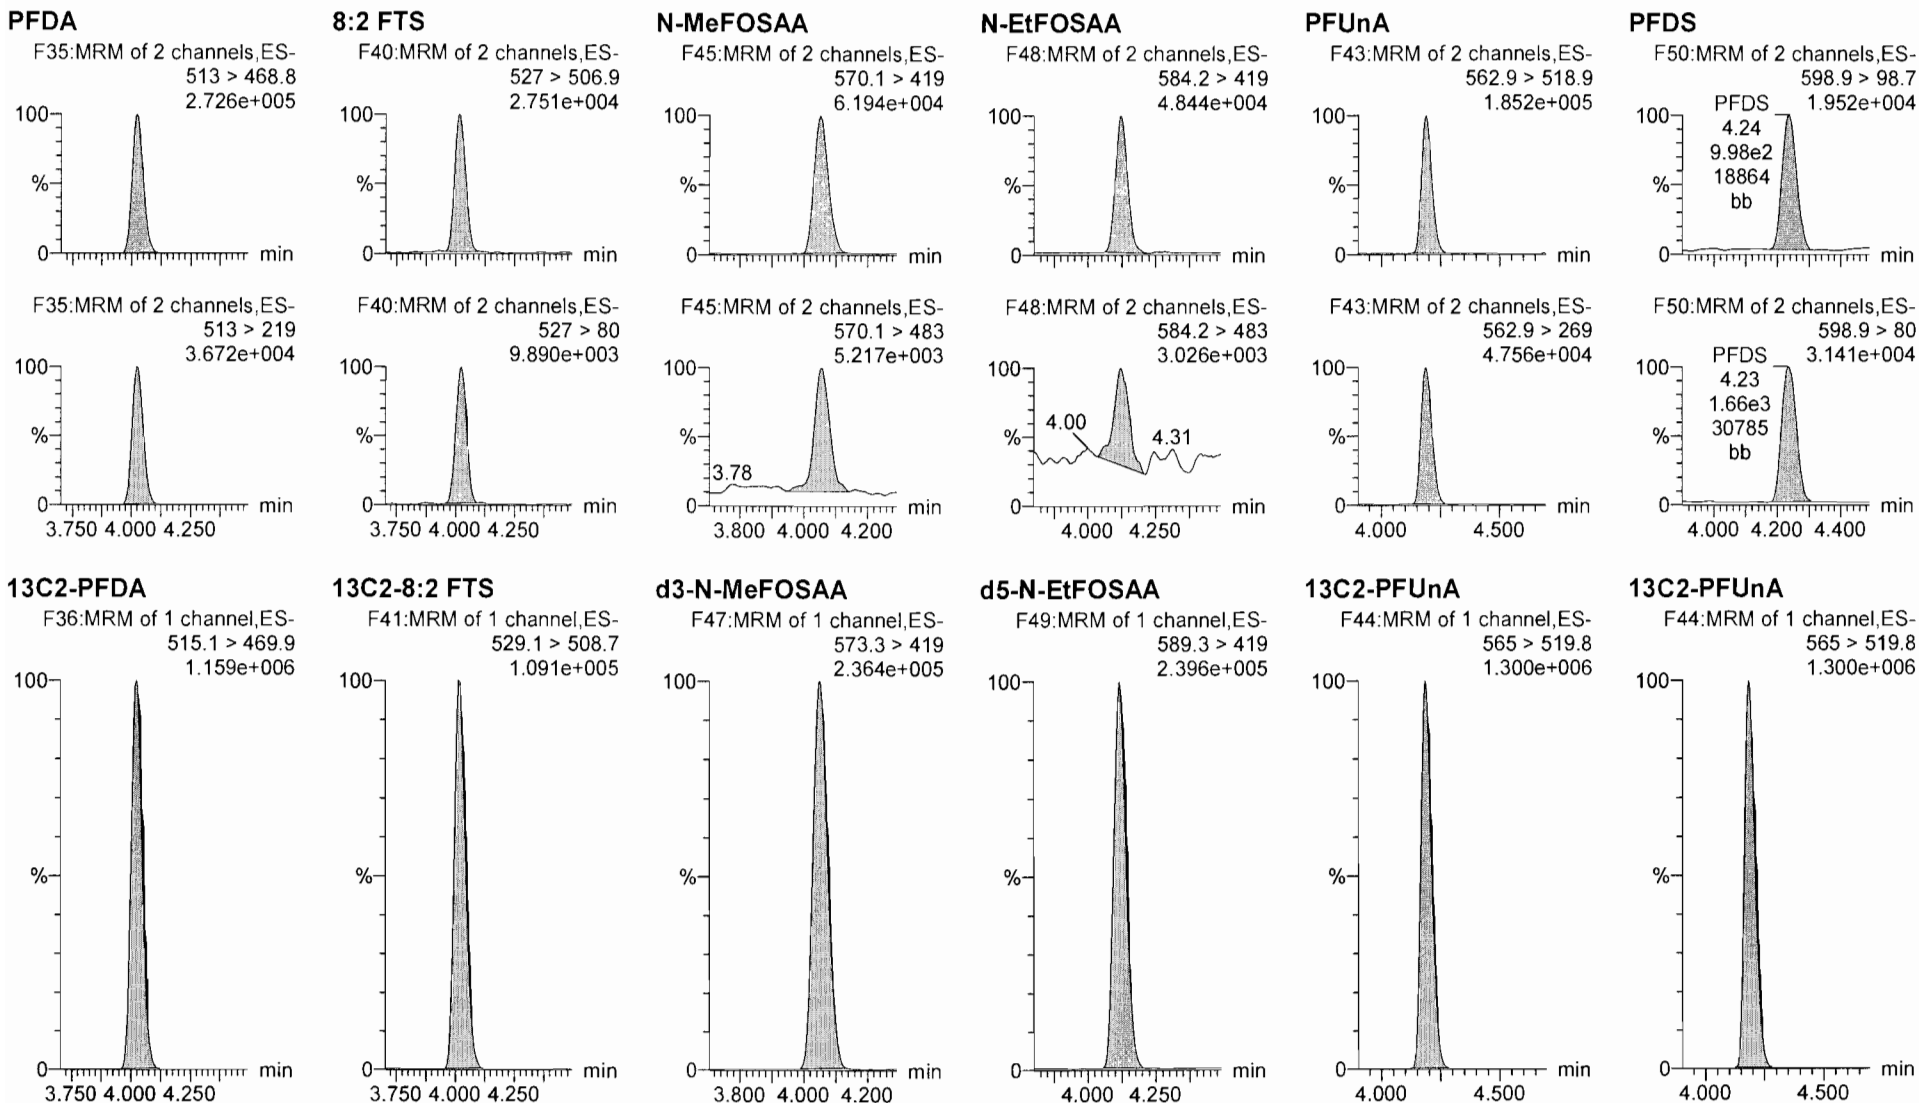 PFDA
F35:MRM of 2 channels,ES-
513 > 468.8
2.726e+005
100
%
0
min
F35:MRM of 2 channels,ES-
513 > 219
3.672e+004
100
%
0
min
3.750 4.000 4.250
8:2 FTS
F40:MRM of 2 channels,ES-
527 > 506.9
2.751e+004
100
%
0
min
F40:MRM of 2 channels,ES-
527 > 80
9.890e+003
100
%
0
min
3.750 4.000 4.250
N-MeFOSAA
F45:MRM of 2 channels,ES-
570.1 > 419
6.194e+004
100
%
0
min
F45:MRM of 2 channels,ES-
570.1 > 483
5.217e+003
100
%
3.78
0
min
3.800 4.000 4.200
N-EtFOSAA
F48:MRM of 2 channels,ES-
584.2 > 419
4.844e+004
100
%
0
min
F48:MRM of 2 channels,ES-
584.2 > 483
3.026e+003
100
4.00
4.31
%
0
min
4.000 4.250
PFUnA
F43:MRM of 2 channels,ES-
562.9 > 518.9
1.852e+005
100
%
0
min
F43:MRM of 2 channels,ES-
562.9 > 269
4.756e+004
100
%
0
min
4.000 4.500
PFDS
F50:MRM of 2 channels,ES-
598.9 > 98.7
1.952e+004
PFDS
4.24
9.98e2
18864
bb
100
%
0
min
F50:MRM of 2 channels,ES-
598.9 > 80
3.141e+004
PFDS
4.23
1.66e3
30785
bb
100
%
0
min
4.000 4.200 4.400
13C2-PFDA
F36:MRM of 1 channel,ES-
515.1 > 469.9
1.159e+006
100
%
0
min
3.750 4.000 4.250
13C2-8:2 FTS
F41:MRM of 1 channel,ES-
529.1 > 508.7
1.091e+005
100
%
0
min
3.750 4.000 4.250
d3-N-MeFOSAA
F47:MRM of 1 channel,ES-
573.3 > 419
2.364e+005
100
%
0
min
3.800 4.000 4.200
d5-N-EtFOSAA
F49:MRM of 1 channel,ES-
589.3 > 419
2.396e+005
100
%
0
min
4.000 4.250
13C2-PFUnA
F44:MRM of 1 channel,ES-
565 > 519.8
1.300e+006
100
%
0
min
4.000 4.500
13C2-PFUnA
F44:MRM of 1 channel,ES-
565 > 519.8
1.300e+006
100
%
0
min
4.000 4.500